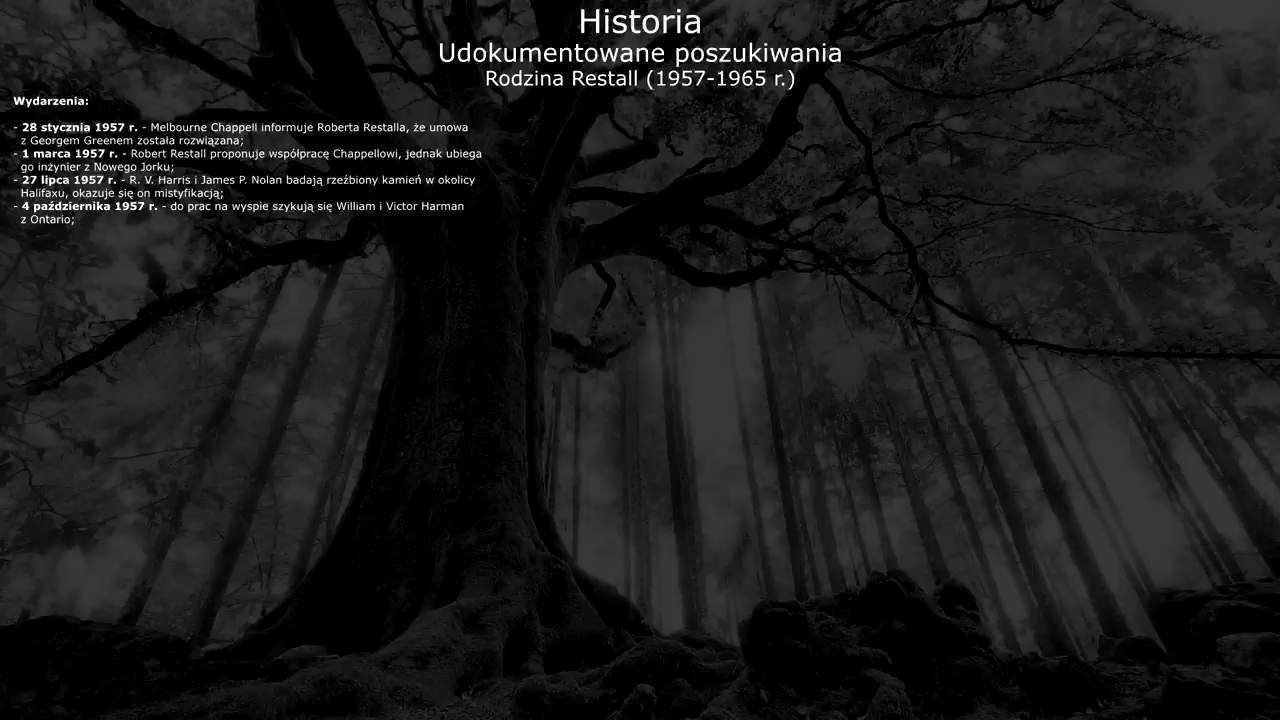 Historia
Udokumentowane poszukiwania
Rodzina Restall (1957-1965 r.)
Wydarzenia:
- 28 stycznia 1957 r. - Melbourne Chappell informuje Roberta Restalla, że umowa
z Georgem Greenem została rozwiązana;
- 1 marca 1957 r. - Robert Restall proponuje współpracę Chappellowi, jednak ubiega
go inżynier z Nowego Jorku;
- 27 lipca 1957 r. - R. V. Harris i James P. Nolan badają rzeźbiony kamień w okolicy
Halifaxu, okazuje się on mistyfikacją;
- 4 października 1957 r. - do prac na wyspie szykują się William i Victor Harman
z Ontario;